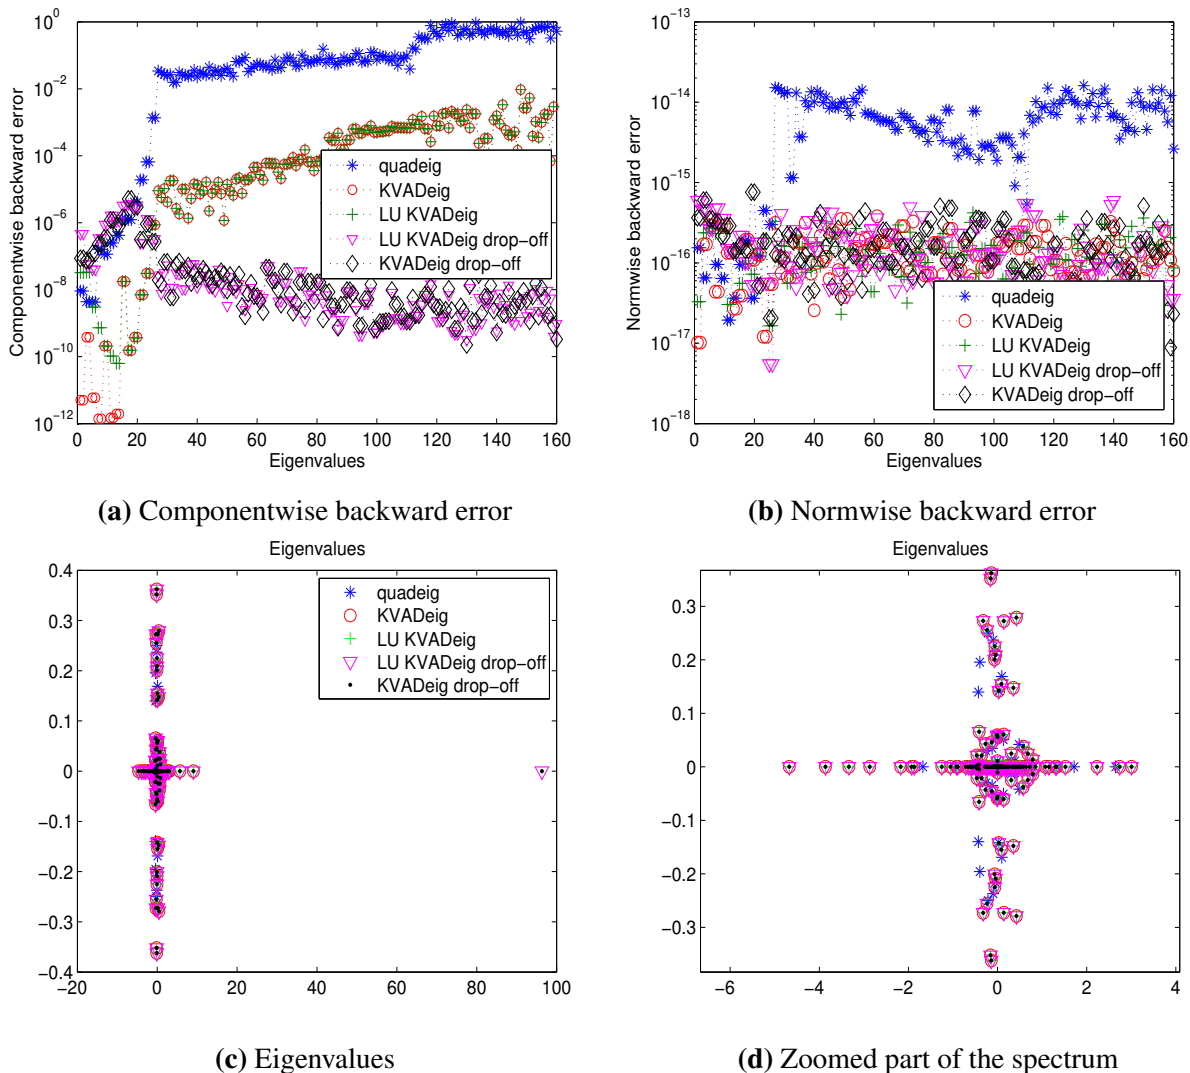 10^0
10^−2
10^−4
10^−6
10^−8
10^−10
10^−12
Componentwise backward error
0 20 40 60 80 100 120 140 160
Eigenvalues
quadeig
KVADeig
LU KVADeig
LU KVADeig drop−off
KVADeig drop−off
(a) Componentwise backward error
10^−13
10^−14
10^−15
10^−16
10^−17
10^−18
Normwise backward error
0 20 40 60 80 100 120 140 160
Eigenvalues
quadeig
KVADeig
LU KVADeig
LU KVADeig drop−off
KVADeig drop−off
(b) Normwise backward error
Eigenvalues
0.4
0.3
0.2
0.1
0
−0.1
−0.2
−0.3
−0.4
−20 0 20 40 60 80 100
quadeig
KVADeig
LU KVADeig
LU KVADeig drop−off
KVADeig drop−off
(c) Eigenvalues
Eigenvalues
0.3
0.2
0.1
0
−0.1
−0.2
−0.3
−6 −4 −2 0 2 4
(d) Zoomed part of the spectrum